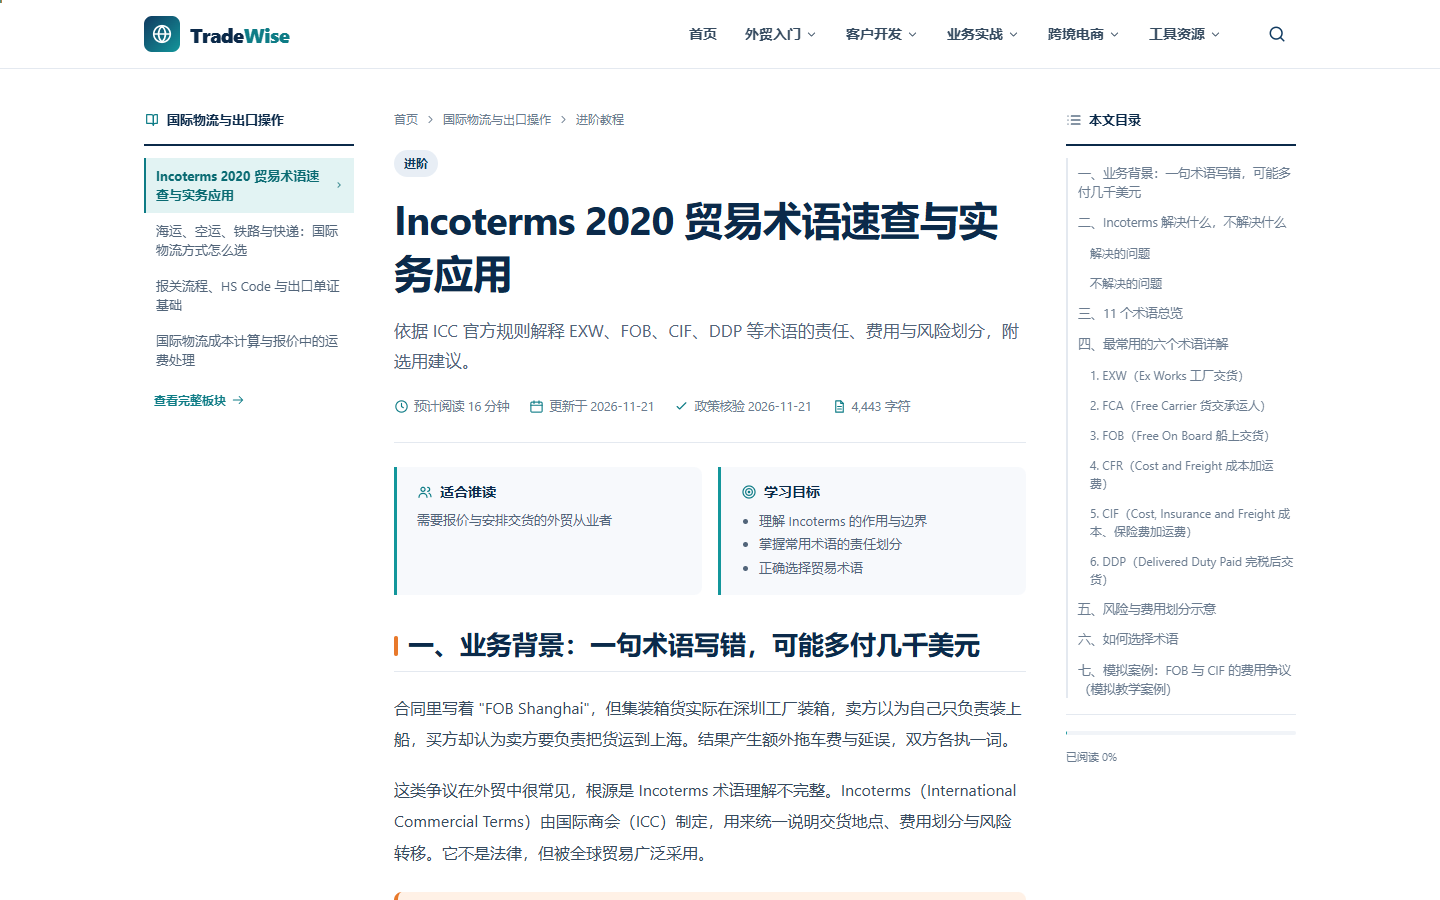 TradeWise
首页
外贸入门
客户开发
业务实战
跨境电商
工具资源
国际物流与出口操作
Incoterms 2020 贸易术语速
查与实务应用
海运、空运、铁路与快递：国际
物流方式怎么选
报关流程、HS Code 与出口单证
基础
国际物流成本计算与报价中的运
费处理
查看完整板块
首页 > 国际物流与出口操作 > 进阶教程
进阶
Incoterms 2020 贸易术语速查与实
务应用
依据 ICC 官方规则解释 EXW、FOB、CIF、DDP 等术语的责任、费用与风险划分，附
选用建议。
预计阅读 16 分钟
更新于 2026-11-21
政策核验 2026-11-21
4,443 字符
适合谁读
需要报价与安排交货的外贸从业者
学习目标
理解 Incoterms 的作用与边界
掌握常用术语的责任划分
正确选择贸易术语
一、业务背景：一句术语写错，可能多付几千美元
合同里写着 "FOB Shanghai"，但集装箱货实际在深圳工厂装箱，卖方以为自己只负责装上
船，买方却认为卖方要负责把货运到上海。结果产生额外拖车费与延误，双方各执一词。
这类争议在外贸中很常见，根源是 Incoterms 术语理解不完整。Incoterms（International
Commercial Terms）由国际商会（ICC）制定，用来统一说明交货地点、费用划分与风险
转移。它不是法律，但被全球贸易广泛采用。
本文目录
一、业务背景：一句术语写错，可能多
付几千美元
二、Incoterms 解决什么，不解决什么
解决的问题
不解决的问题
三、11 个术语总览
四、最常用的六个术语详解
1. EXW（Ex Works 工厂交货）
2. FCA（Free Carrier 货交承运人）
3. FOB（Free On Board 船上交货）
4. CFR（Cost and Freight 成本加运
费）
5. CIF（Cost, Insurance and Freight 成
本、保险费加运费）
6. DDP（Delivered Duty Paid 完税后交
货）
五、风险与费用划分示意
六、如何选择术语
七、模拟案例：FOB 与 CIF 的费用争议
（模拟教学案例）
已阅读 0%